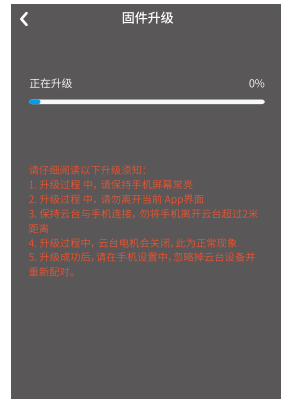 固件升级
正在升级 0%
请仔细阅读以下升级须知：
1. 升级过程 中，请保持手机屏幕常亮
2. 升级过程 中，请勿离开当前 App界面
3. 保持云台与手机连接，勿将手机离开云台超过2米
距离
4. 升级过程中，云台电机会关闭，此为正常现象
5. 升级成功后，请在手机设置中，忽略掉云台设备并
重新配对。